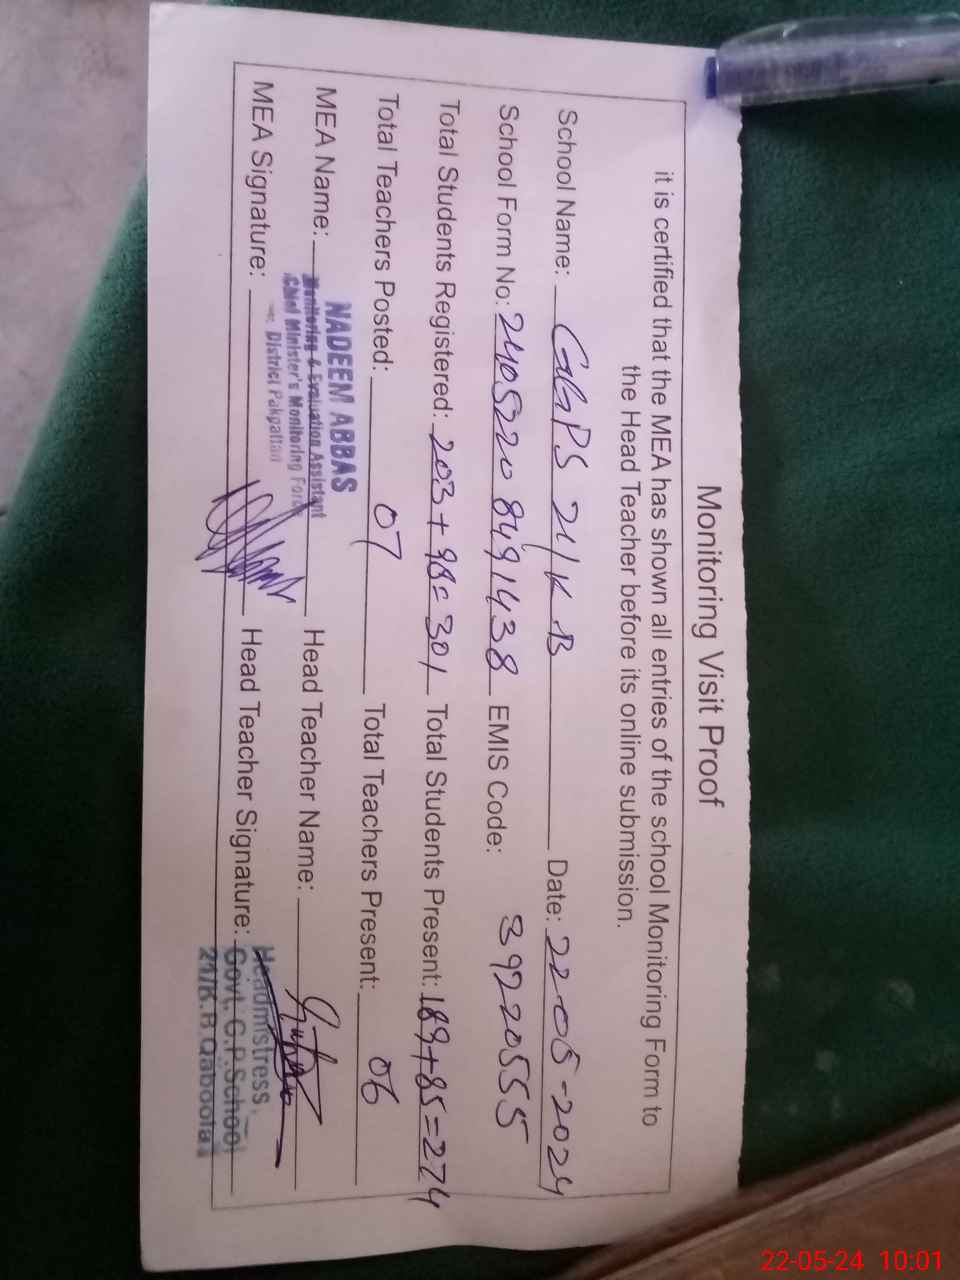 Monitoring Visit Proof
it is certified that the MEA has shown all entries of the school Monitoring Form to
the Head Teacher before its online submission.
School Name: GGPS 21/K B Date: 22-05-2024
School Form No: 2405220 8491438 EMIS Code: 39220555
Total Students Registered: 203 + 98 = 301 Total Students Present: 189+85=274
Total Teachers Posted: 07 Total Teachers Present: 06
MEA Name: Head Teacher Name:
NADEEM ABBAS
Monitoring & Evaluation Assistant
Chief Minister's Monitoring Force
District Pakpattan
MEA Signature: Head Teacher Signature:
Headmistress
Govt. G.P. School
21/K.B Qaboola
22-05-24 10:01